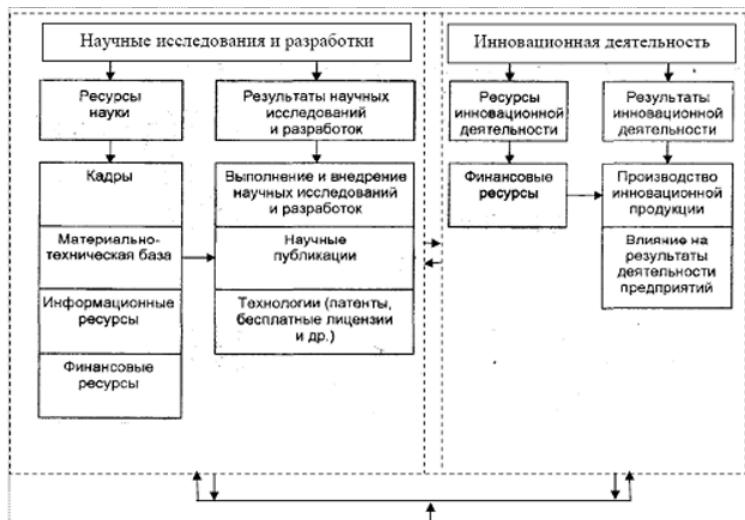 Научные исследования и разработки
Ресурсы
науки
Результаты научных
исследований
и разработок
Кадры
Материально-
техническая база
Информационные
ресурсы
Финансовые
ресурсы
Выполнение и внедрение
научных исследований
и разработок
Научные
публикации
Технологии (патенты,
бесплатные лицензии
и др.)
Инновационная деятельность
Ресурсы
инновационной
деятельности
Результаты
инновационной
деятельности
Финансовые
ресурсы
Производство
инновационной
продукции
Влияние на
результаты
деятельности
предприятий